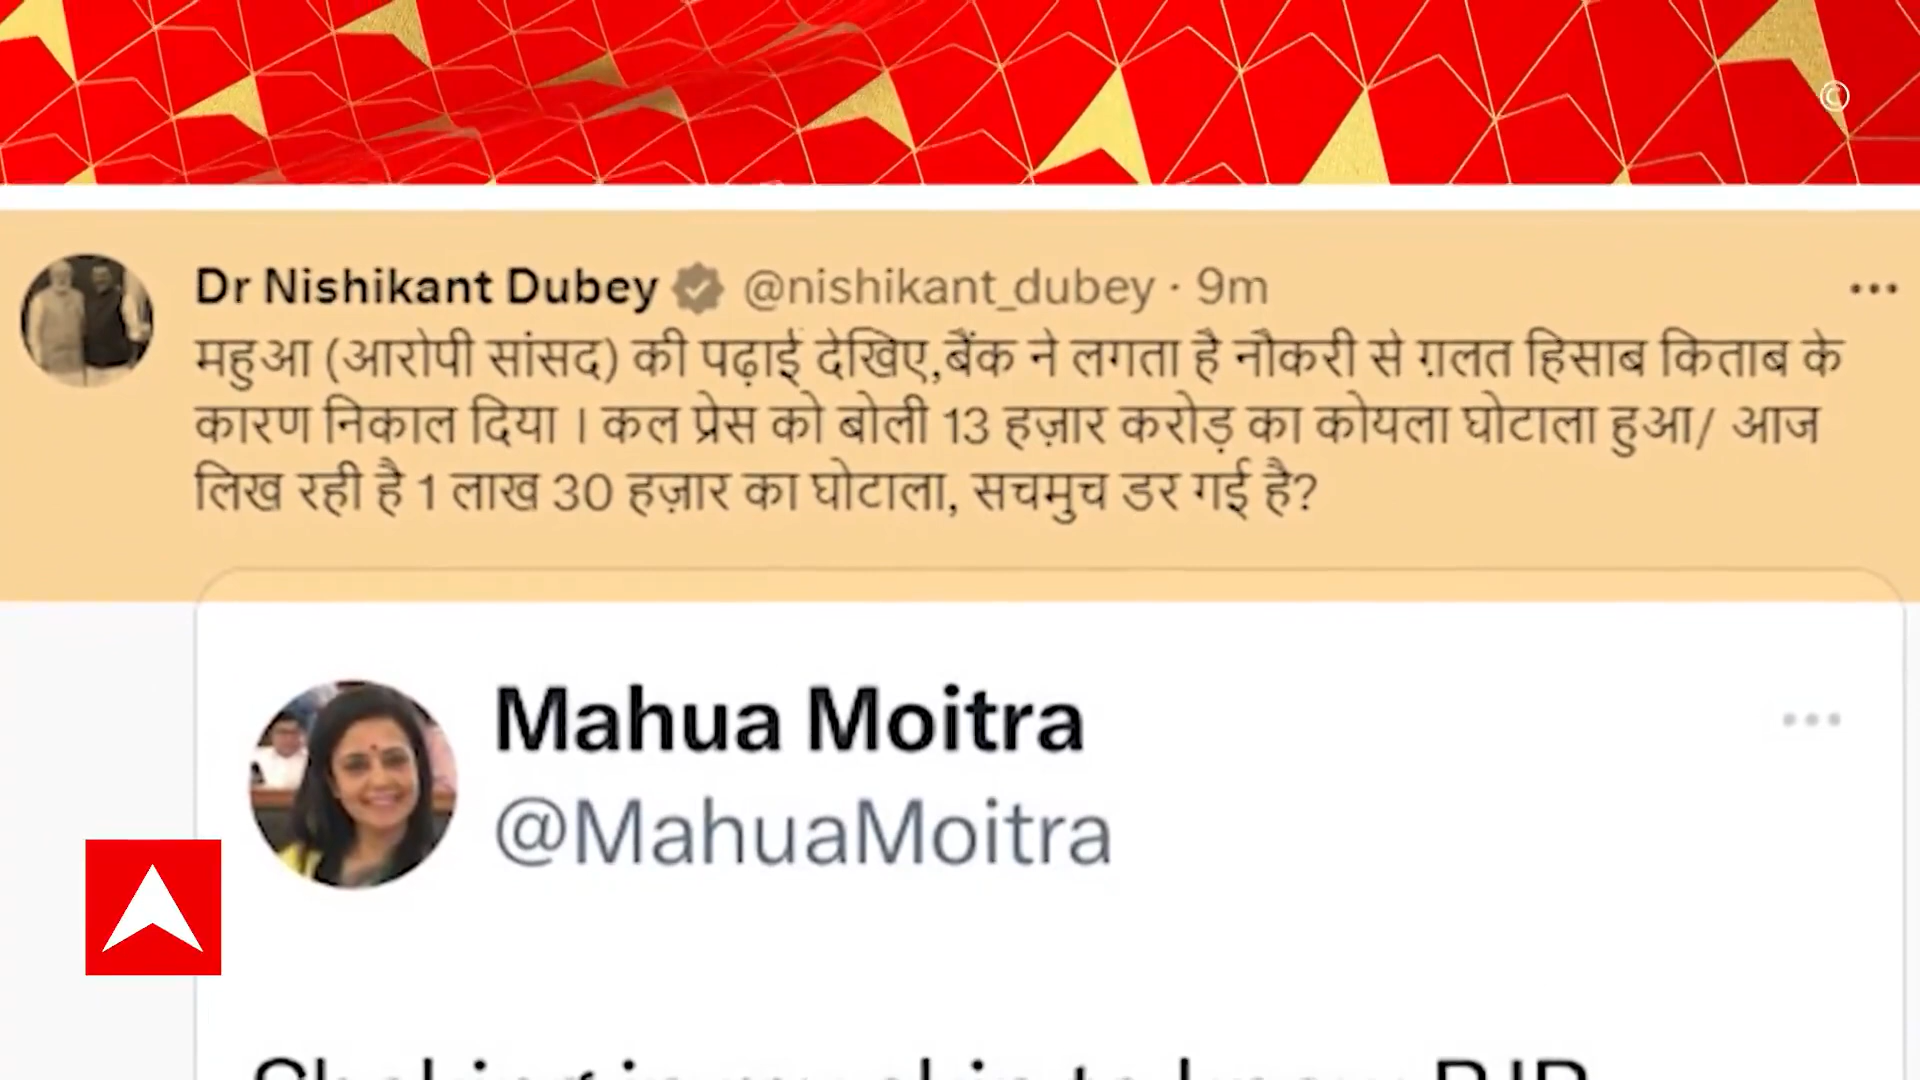 ©
Dr Nishikant Dubey @nishikant_dubey · 9m
महुआ (आरोपी सांसद) की पढ़ाई देखिए,बैंक ने लगता है नौकरी से ग़लत हिसाब किताब के
कारण निकाल दिया । कल प्रेस को बोली 13 हज़ार करोड़ का कोयला घोटाला हुआ/ आज
लिख रही है 1 लाख 30 हज़ार का घोटाला, सचमुच डर गई है?
Mahua Moitra
@MahuaMoitra